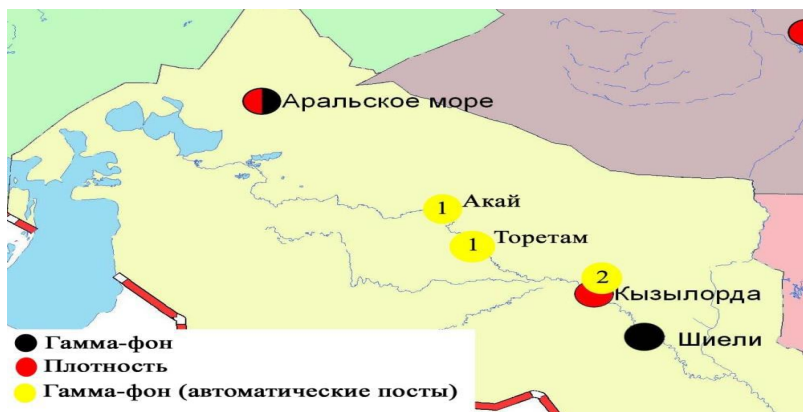 Аральское море
1 Акай
1 Торетам
2
Кызылорда
Шиели
Гамма-фон
Плотность
Гамма-фон (автоматические посты)